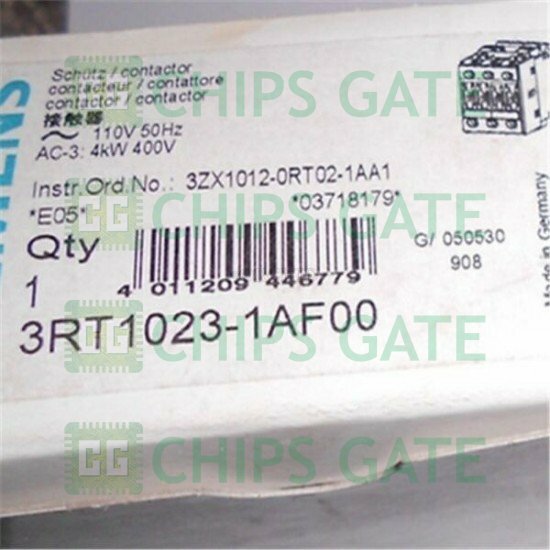 EMENS
Schütz / contactor
contacteur / contattore
contactor / contactor
接触器
~ 110V 50Hz
AC-3: 4kW 400V
Instr.Ord.No.: 3ZX1012-0RT02-1AA1
*E05* *03718179*
Qty
1
4 011209 446779
G/ 050530
908
Made in Germany
3RT1023-1AF00
CHIPS GATE
CHIPS GATE
CHIPS GATE
CHIPS GATE